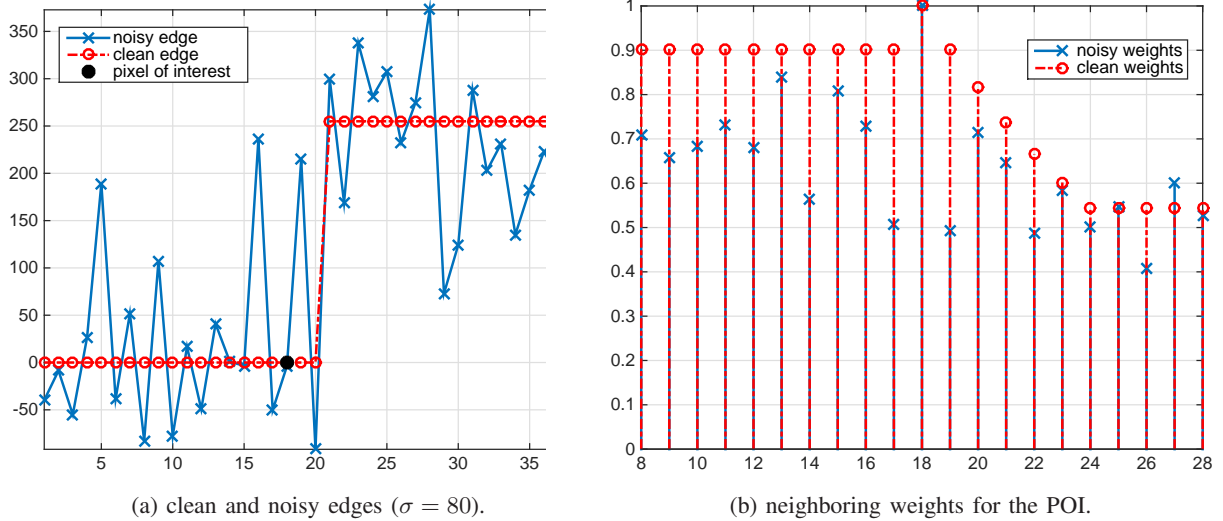 350
300
250
200
150
100
50
0
-50
5 10 15 20 25 30 35
noisy edge
clean edge
pixel of interest
(a) clean and noisy edges (σ = 80).
1
0.9
0.8
0.7
0.6
0.5
0.4
0.3
0.2
0.1
0
8 10 12 14 16 18 20 22 24 26 28
noisy weights
clean weights
(b) neighboring weights for the POI.